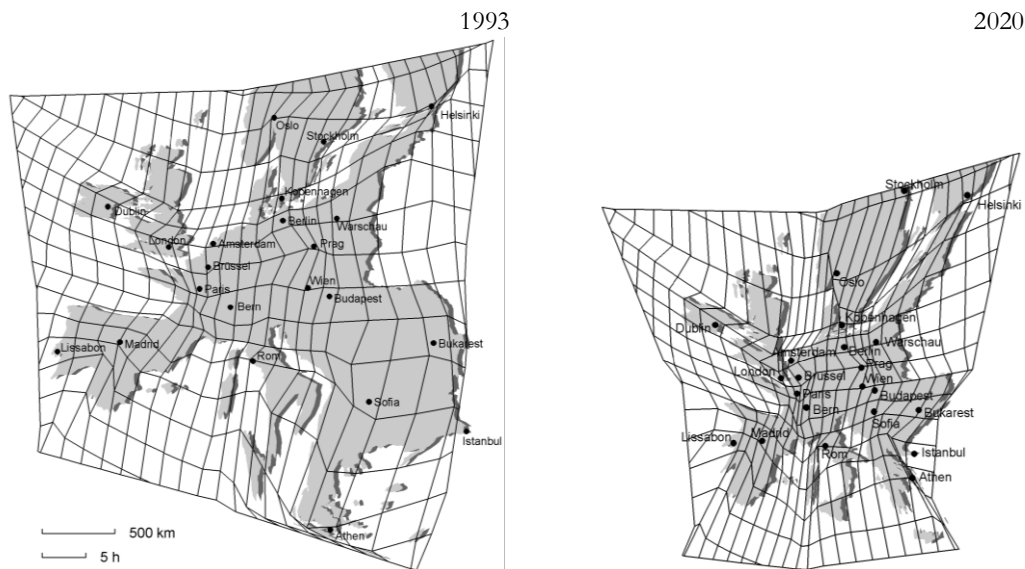 1993
Helsinki
Oslo
Stockholm
Kopenhagen
Dublin
Berlin
Warschau
London
Amsterdam
Prag
Brüssel
Paris
Wien
Budapest
Bern
Lissabon
Madrid
Rom
Bukarest
Sofia
Istanbul
Athen
500 km
5 h
2020
Stockholm
Helsinki
Oslo
Kopenhagen
Dublin
Warschau
Amsterdam
Berlin
London
Brüssel
Prag
Wien
Paris
Budapest
Bern
Bukarest
Sofia
Lissabon
Madrid
Rom
Istanbul
Athen